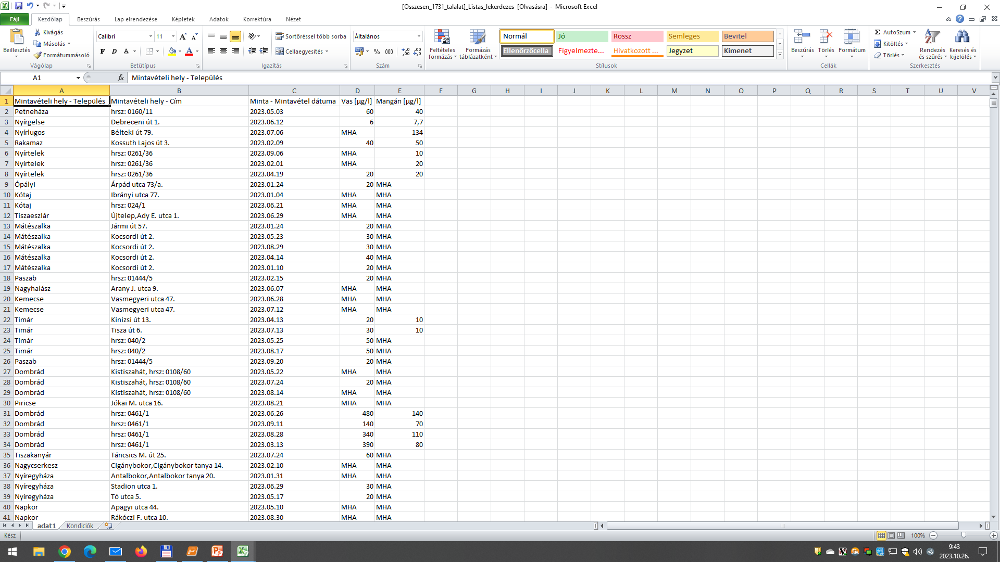 [Osszesen_1731_talalat]_Listas_lekerdezes [Olvasásra] - Microsoft Excel
Fájl Kezdőlap Beszúrás Lap elrendezése Képletek Adatok Korrektúra Nézet
Beillesztés
Kivágás
Másolás
Formátummásoló
Vágólap
Calibri 11
F D A
Betűtípus
Sortöréssel több sorba
Cellaegyesítés
Igazítás
Általános
% 000
Szám
Feltételes formázás
Formázás táblázatként
Normál Jó Rossz Semleges Bevitel
Ellenőrzőcella Figyelmezte... Hivatkozott ... Jegyzet Kimenet
Stílusok
Beszúrás Törlés Formátum
Cellák
Σ AutoSzum
Kitöltés
Törlés
Rendezés és szűrés
Keresés és kijelölés
Szerkesztés
A1 fx Mintavételi hely - Település
A B C D E F G H I J K L M N O P Q R S T U V
1 Mintavételi hely - Település Mintavételi hely - Cím Minta - Mintavétel dátuma Vas [µg/l] Mangán [µg/l]
2 Petneháza hrsz: 0160/11 2023.05.03 60 40
3 Nyírgelse Debreceni út 1. 2023.06.12 6 7,7
4 Nyírlugos Bélteki út 79. 2023.07.06 MHA 134
5 Rakamaz Kossuth Lajos út 3. 2023.02.09 40 50
6 Nyírtelek hrsz: 0261/36 2023.09.06 MHA 10
7 Nyírtelek hrsz: 0261/36 2023.02.01 MHA 20
8 Nyírtelek hrsz: 0261/36 2023.04.19 20 20
9 Ópályi Árpád utca 73/a. 2023.01.24 20 MHA
10 Kótaj Ibrányi utca 77. 2023.01.04 MHA MHA
11 Kótaj hrsz: 024/1 2023.06.21 MHA MHA
12 Tiszaeszlár Újtelep,Ady E. utca 1. 2023.06.29 MHA MHA
13 Mátészalka Jármi út 57. 2023.01.24 20 MHA
14 Mátészalka Kocsordi út 2. 2023.05.23 30 MHA
15 Mátészalka Kocsordi út 2. 2023.08.29 30 MHA
16 Mátészalka Kocsordi út 2. 2023.04.14 40 MHA
17 Mátészalka Kocsordi út 2. 2023.01.10 20 MHA
18 Paszab hrsz: 01444/5 2023.02.15 20 MHA
19 Nagyhalász Arany J. utca 9. 2023.06.07 MHA MHA
20 Kemecse Vasmegyeri utca 47. 2023.06.28 MHA MHA
21 Kemecse Vasmegyeri utca 47. 2023.07.12 MHA MHA
22 Timár Kinizsi út 13. 2023.04.13 20 10
23 Timár Tisza út 6. 2023.07.13 30 10
24 Timár hrsz: 040/2 2023.05.25 50 MHA
25 Timár hrsz: 040/2 2023.08.17 50 MHA
26 Paszab hrsz: 01444/5 2023.09.20 20 MHA
27 Dombrád Kistiszahát, hrsz: 0108/60 2023.05.22 MHA MHA
28 Dombrád Kistiszahát, hrsz: 0108/60 2023.07.24 20 MHA
29 Dombrád Kistiszahát, hrsz: 0108/60 2023.08.14 MHA MHA
30 Piricse Jókai M. utca 16. 2023.08.21 MHA MHA
31 Dombrád hrsz: 0461/1 2023.06.26 480 140
32 Dombrád hrsz: 0461/1 2023.09.11 140 70
33 Dombrád hrsz: 0461/1 2023.08.28 340 110
34 Dombrád hrsz: 0461/1 2023.03.13 390 80
35 Tiszakanyár Táncsics M. út 25. 2023.07.24 60 MHA
36 Nagycserkesz Cigánybokor,Cigánybokor tanya 14. 2023.02.10 MHA MHA
37 Nyíregyháza Antalbokor,Antalbokor tanya 20. 2023.01.31 MHA MHA
38 Nyíregyháza Stadion utca 1. 2023.06.29 30 MHA
39 Nyíregyháza Tó utca 5. 2023.05.17 20 MHA
40 Napkor Apagyi utca 44. 2023.05.10 MHA MHA
41 Napkor Rákóczi F. utca 10. 2023.08.30 MHA MHA
adat1 Kondiciók
Kész 100%
9:43
2023.10.26.